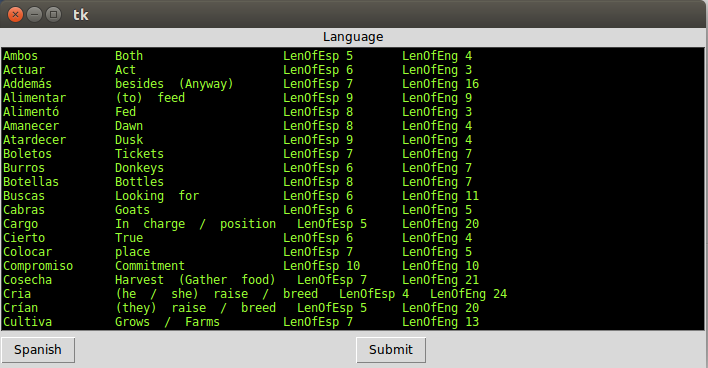 tk
Language
Ambos Both LenOfEsp 5 LenOfEng 4
Actuar Act LenOfEsp 6 LenOfEng 3
Addemás besides (Anyway) LenOfEsp 7 LenOfEng 16
Alimentar (to) feed LenOfEsp 9 LenOfEng 9
Alimentó Fed LenOfEsp 8 LenOfEng 3
Amanecer Dawn LenOfEsp 8 LenOfEng 4
Atardecer Dusk LenOfEsp 9 LenOfEng 4
Boletos Tickets LenOfEsp 7 LenOfEng 7
Burros Donkeys LenOfEsp 6 LenOfEng 7
Botellas Bottles LenOfEsp 8 LenOfEng 7
Buscas Looking for LenOfEsp 6 LenOfEng 11
Cabras Goats LenOfEsp 6 LenOfEng 5
Cargo In charge / position LenOfEsp 5 LenOfEng 20
Cierto True LenOfEsp 6 LenOfEng 4
Colocar place LenOfEsp 7 LenOfEng 5
Compromiso Commitment LenOfEsp 10 LenOfEng 10
Cosecha Harvest (Gather food) LenOfEsp 7 LenOfEng 21
Cria (he / she) raise / breed LenOfEsp 4 LenOfEng 24
Crían (they) raise / breed LenOfEsp 5 LenOfEng 20
Cultiva Grows / Farms LenOfEsp 7 LenOfEng 13
Spanish Submit